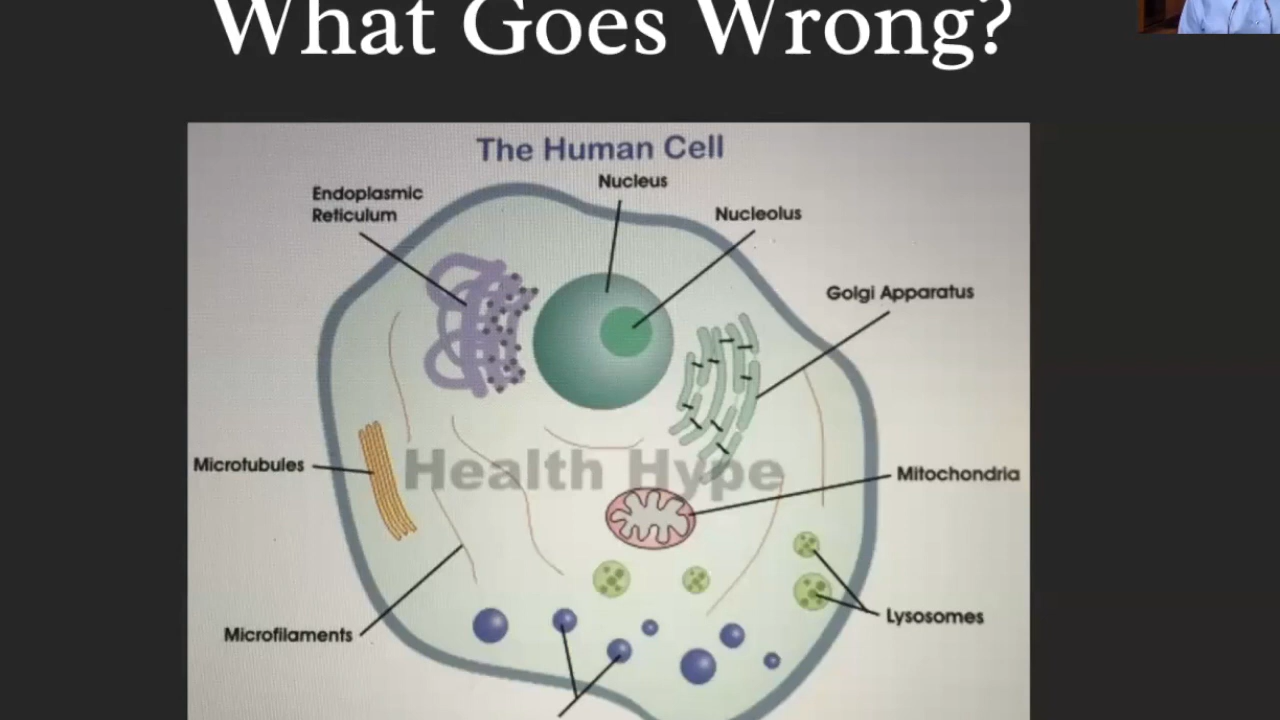 What Goes Wrong?
The Human Cell
Nucleus
Endoplasmic
Reticulum
Nucleolus
Golgi Apparatus
Microtubules
Health Hype
Mitochondria
Lysosomes
Microfilaments